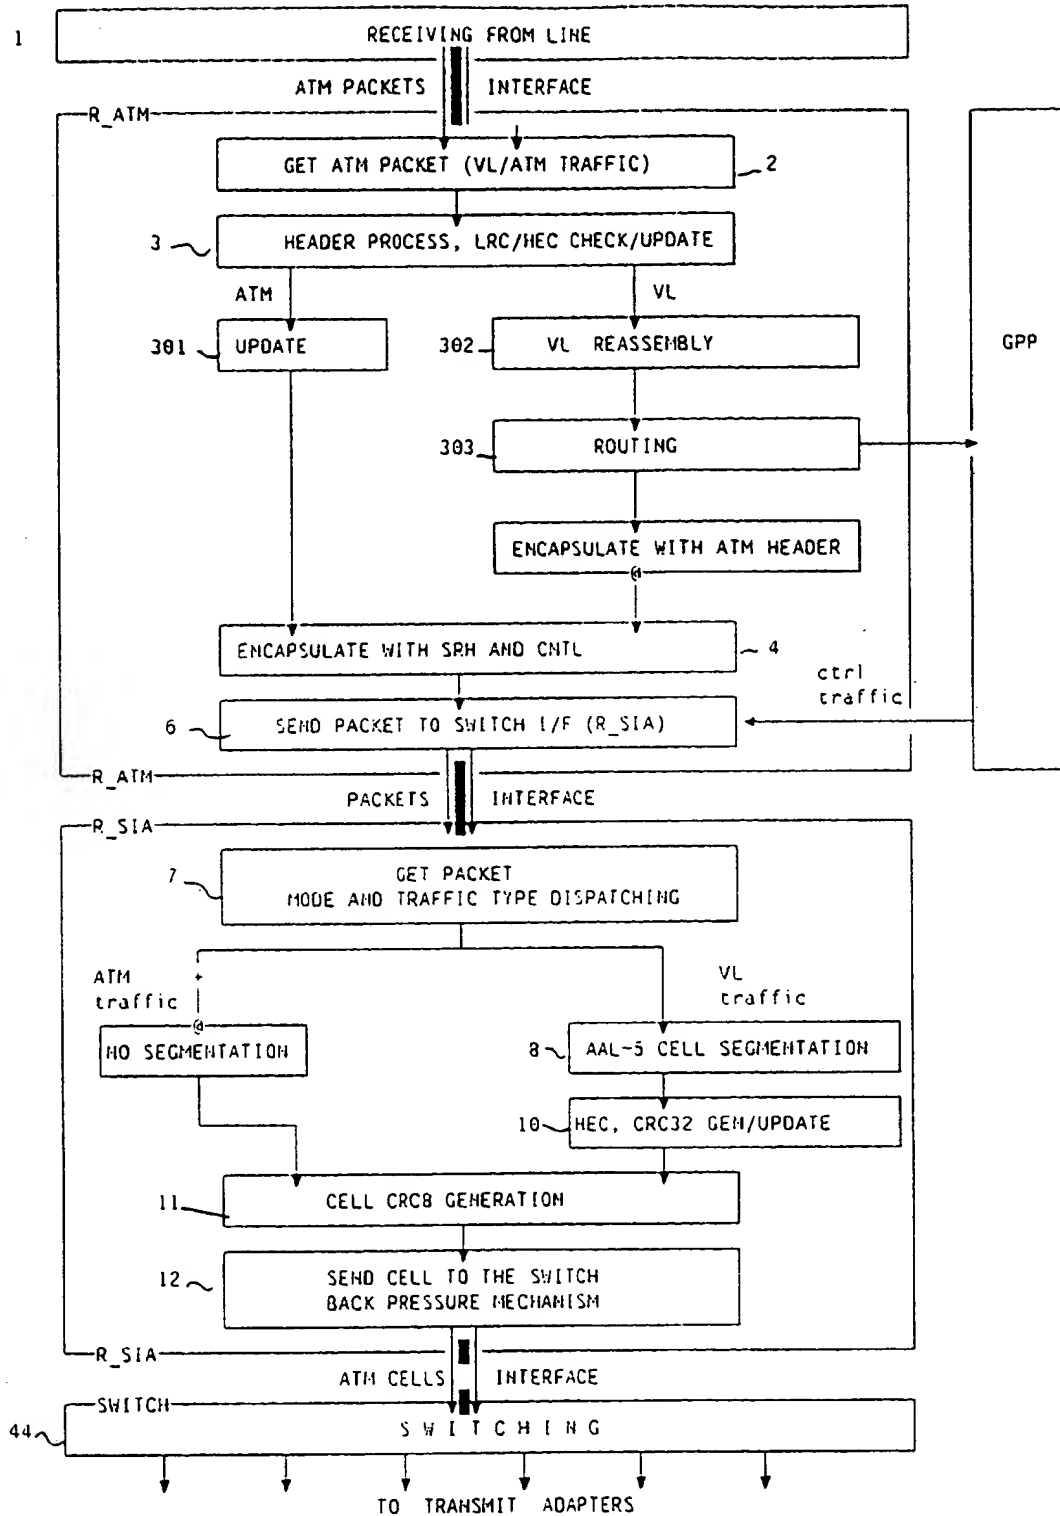 1
RECEIVING FROM LINE
ATM PACKETS INTERFACE
R_ATM
GET ATM PACKET (VL/ATM TRAFFIC)
2
3
HEADER PROCESS, LRC/HEC CHECK/UPDATE
ATM
VL
301
UPDATE
302
VL REASSEMBLY
GPP
303
ROUTING
ENCAPSULATE WITH ATM HEADER
@
ENCAPSULATE WITH SRH AND CNTL
4
ctrl
traffic
6
SEND PACKET TO SWITCH I/F (R_SIA)
R_ATM
PACKETS INTERFACE
R_SIA
7
GET PACKET
MODE AND TRAFFIC TYPE DISPATCHING
ATM
traffic
VL
traffic
@
NO SEGMENTATION
8
AAL-5 CELL SEGMENTATION
10
HEC, CRC32 GEN/UPDATE
11
CELL CRC8 GENERATION
12
SEND CELL TO THE SWITCH
BACK PRESSURE MECHANISM
R_SIA
ATM CELLS INTERFACE
SWITCH
44
S W I T C H I N G
TO TRANSMIT ADAPTERS